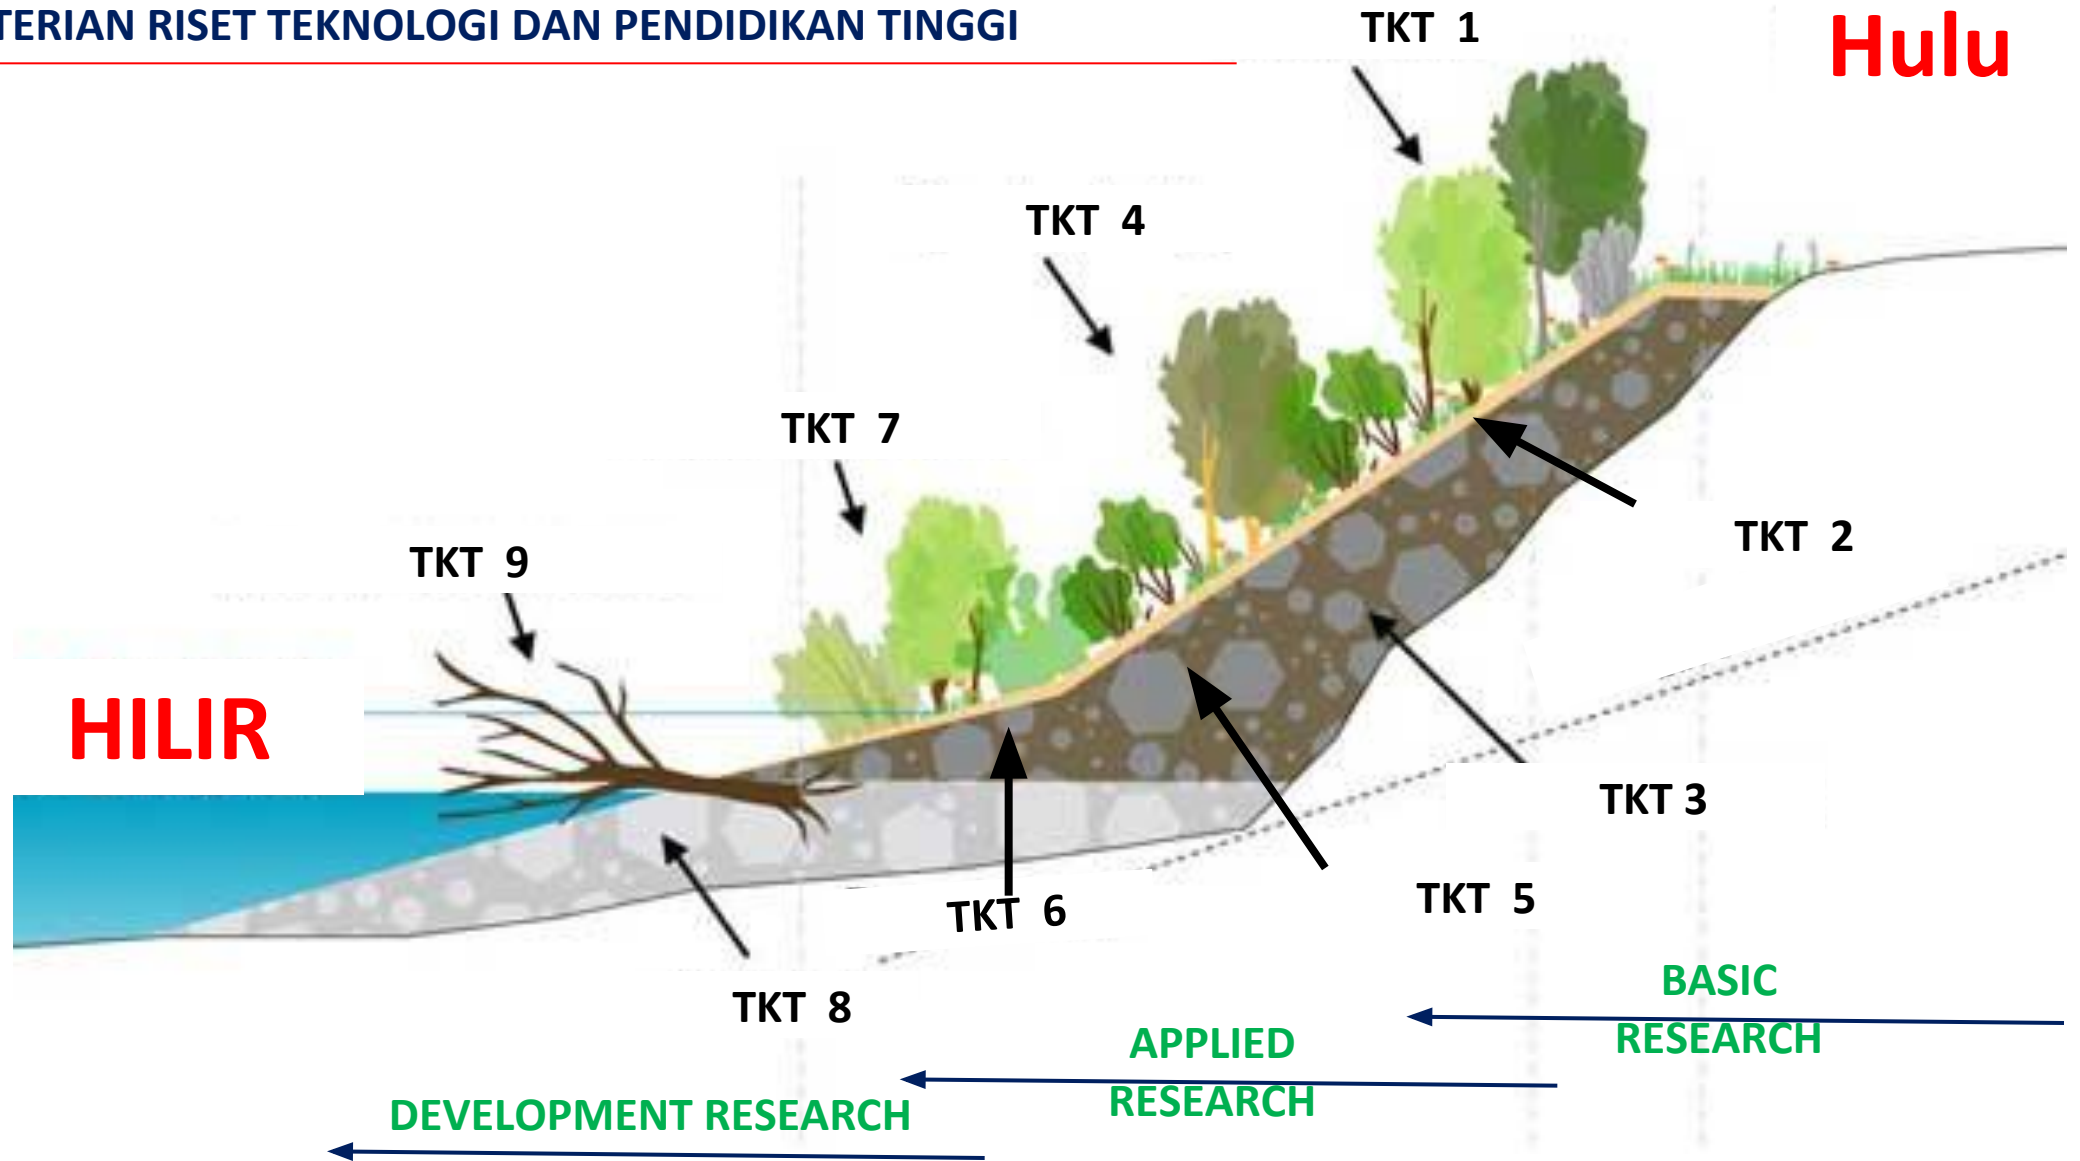 TERIAN RISET TEKNOLOGI DAN PENDIDIKAN TINGGI
TKT 1
Hulu
TKT 4
TKT 7
TKT 2
TKT 9
HILIR
TKT 3
TKT 5
TKT 6
TKT 8
BASIC
RESEARCH
APPLIED
RESEARCH
DEVELOPMENT RESEARCH